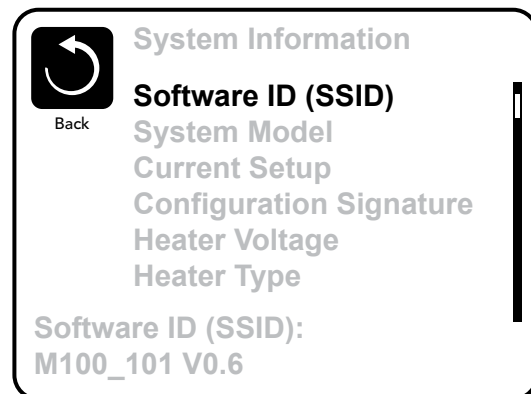 System Information
Back
Software ID (SSID)
System Model
Current Setup
Configuration Signature
Heater Voltage
Heater Type
Software ID (SSID):
M100_101 V0.6